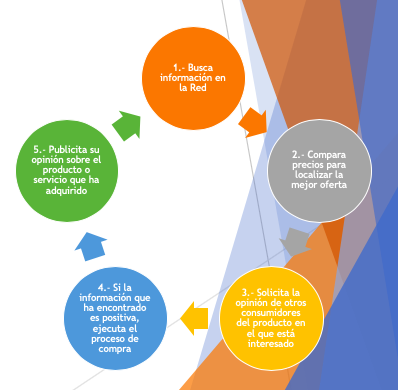 1.- Busca
información en
la Red
2.- Compara
precios para
localizar la
mejor oferta
3.- Solicita la
opinión de otros
consumidores
del producto en
el que está
interesado
4.- Si la
información que
ha encontrado
es positiva,
ejecuta el
proceso de
compra
5.- Publicita su
opinión sobre el
producto o
servicio que ha
adquirido